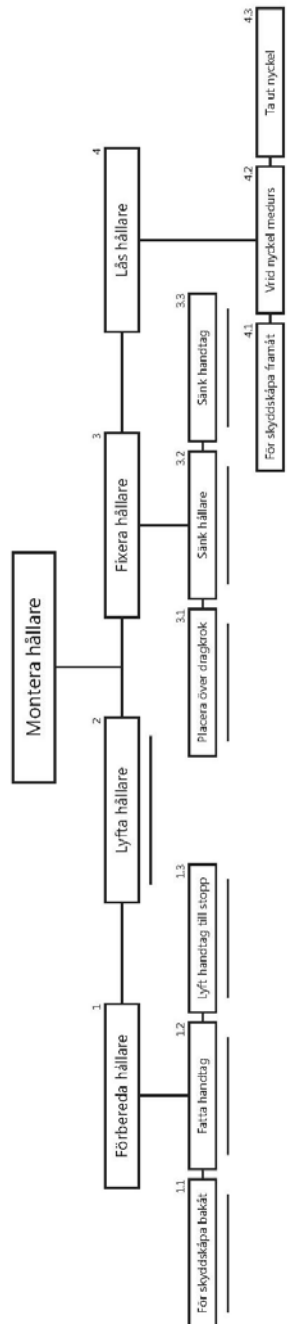 Montera hållare
1
Förbereda hållare
2
Lyfta hållare
3
Fixera hållare
4
Lås hållare
1.1
För skyddskåpa bakåt
1.2
Fatta handtag
1.3
Lyft handtag till stopp
3.1
Placera över dragkrok
3.2
Sänk hållare
3.3
Sänk handtag
4.1
För skyddskåpa framåt
4.2
Vrid nyckel medurs
4.3
Ta ut nyckel